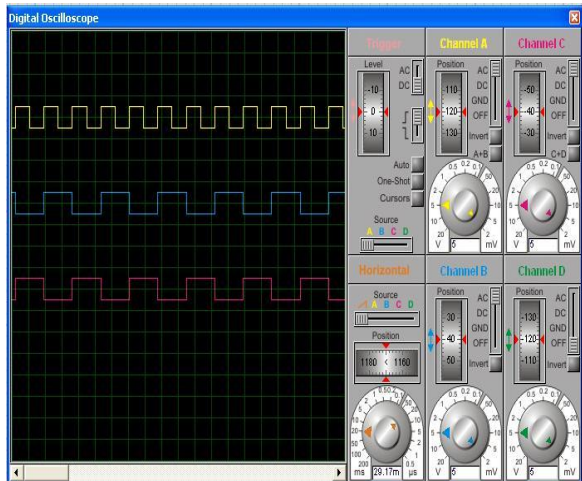 Digital Oscilloscope
Trigger
Level
AC
DC
-10
0
10
Auto
One-Shot
Cursors
Source
A B C D
Channel A
Position
AC
DC
GND
OFF
Invert
A+B
110
120
130
V
5
mV
Channel C
Position
AC
DC
GND
OFF
Invert
C+D
-50
-40
-30
V
5
mV
Horizontal
Source
A B C D
Position
1180
1160
ms
29.17m
µs
Channel B
Position
AC
DC
GND
OFF
Invert
30
40
50
V
5
mV
Channel D
Position
AC
DC
GND
OFF
Invert
-130
-120
-110
V
5
mV